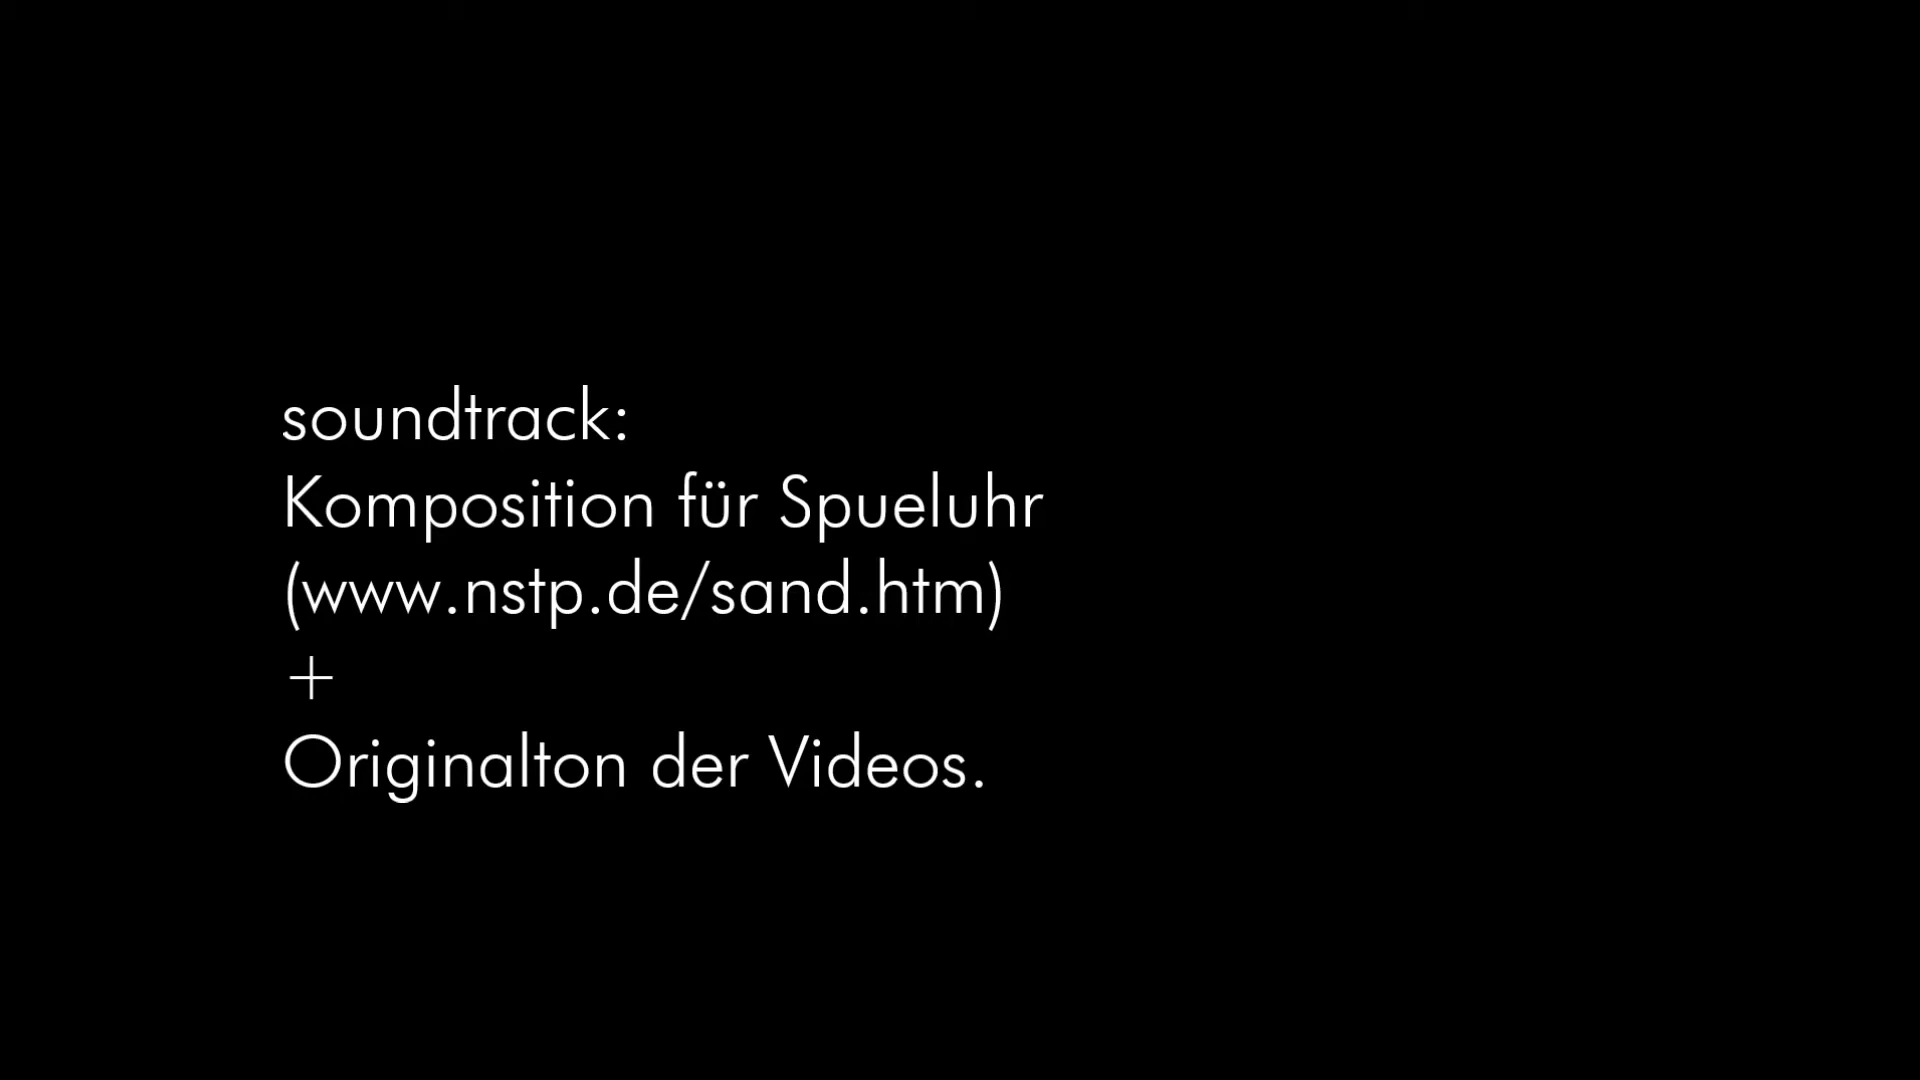 soundtrack:
Komposition für Spueluhr
(www.nstp.de/sand.htm)
+
Originalton der Videos.